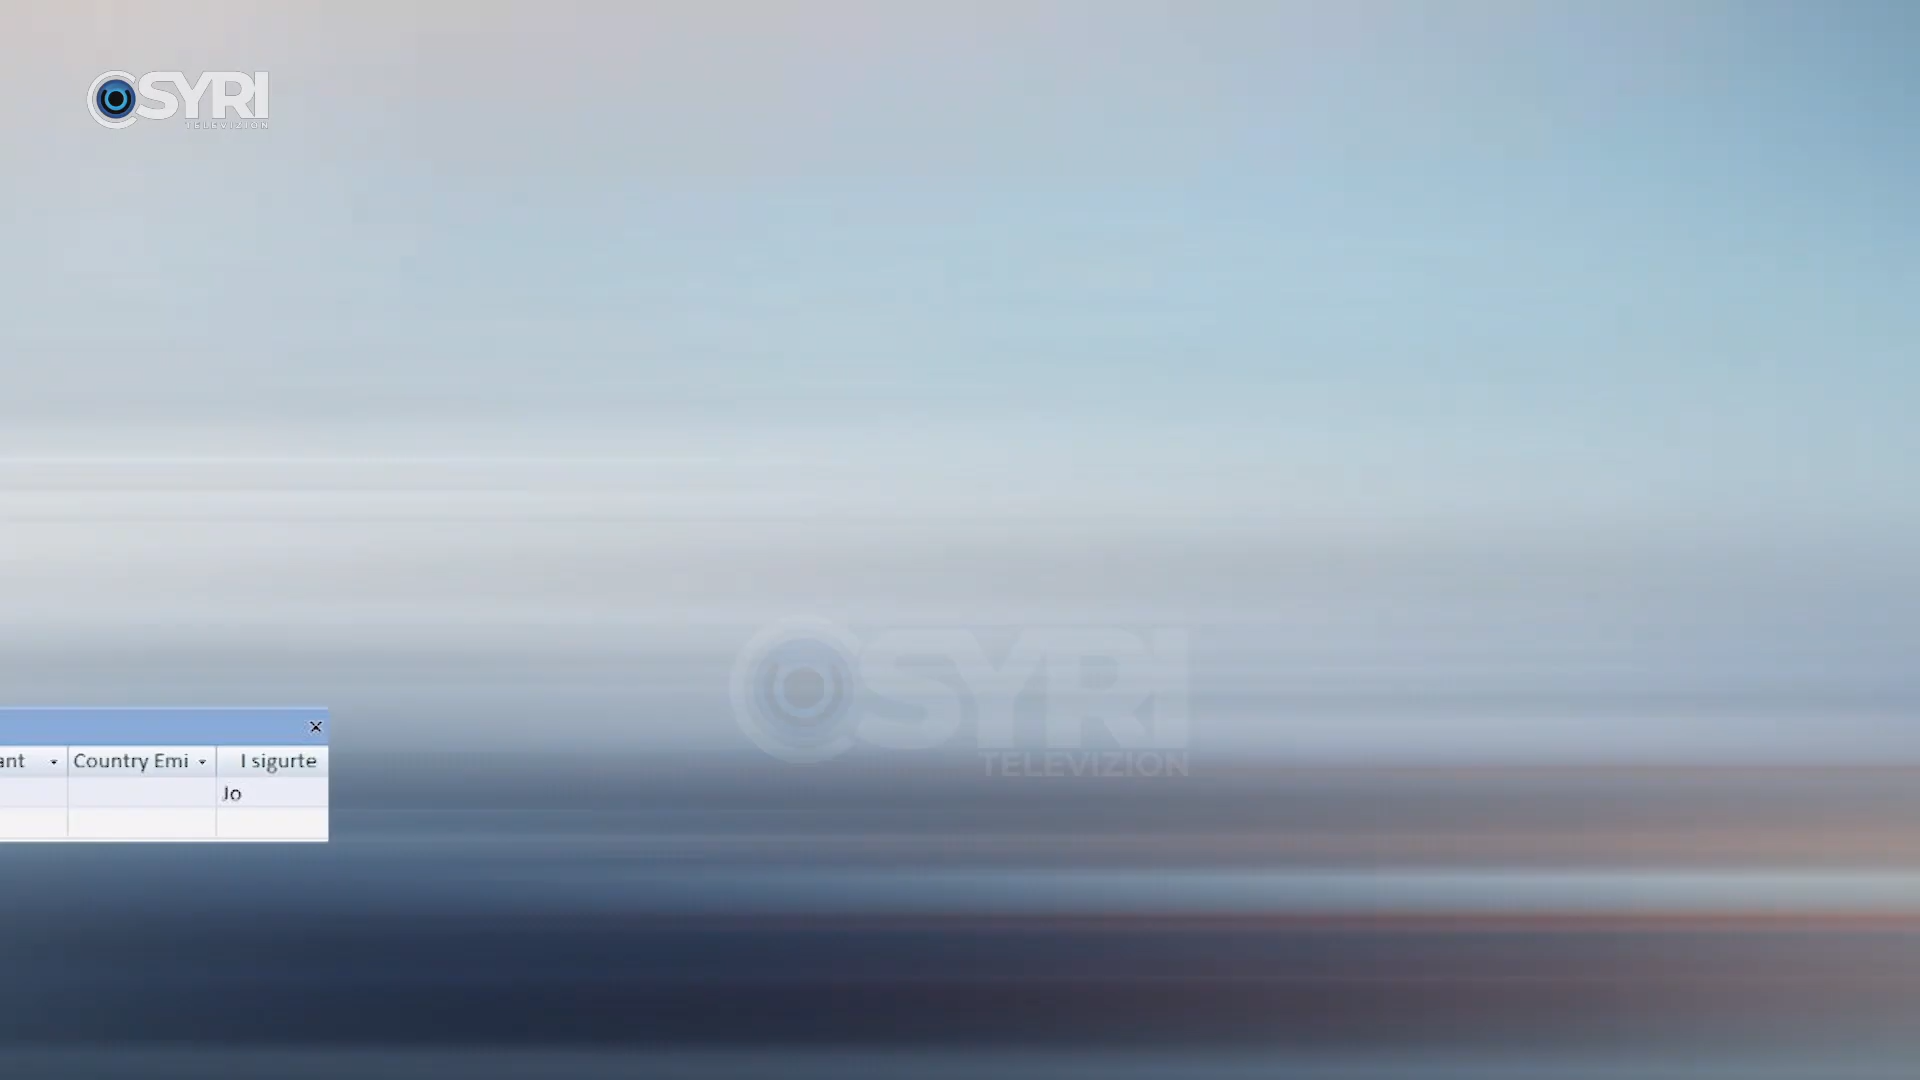 SYRI
TELEVIZION
SYRI
TELEVIZION
ant Country Emi I sigurte
Jo